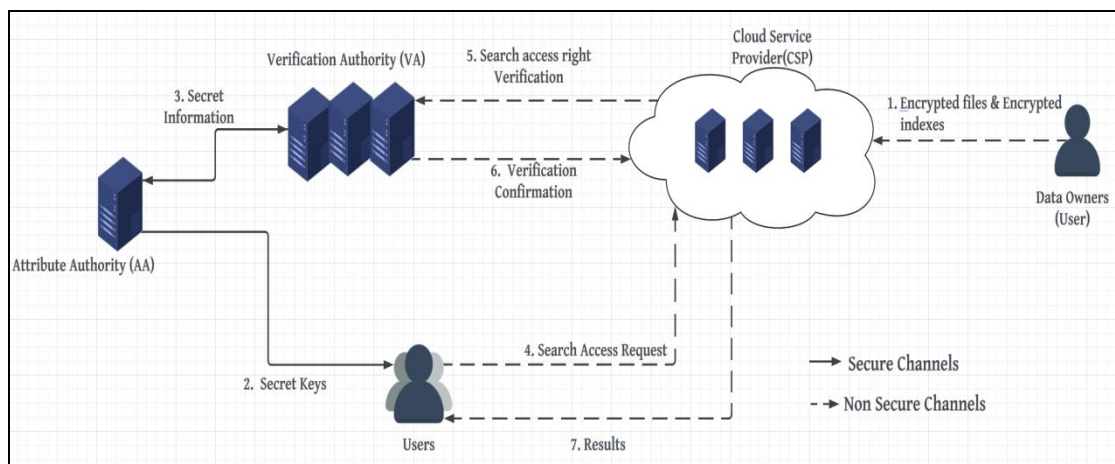 Cloud Service
Provider(CSP)
Verification Authority (VA)
5. Search access right
Verification
3. Secret
Information
1. Encrypted files & Encrypted
indexes
6. Verification
Confirmation
Data Owners
(User)
Attribute Authority (AA)
4. Search Access Request
Secure Channels
2. Secret Keys
Non Secure Channels
Users
7. Results